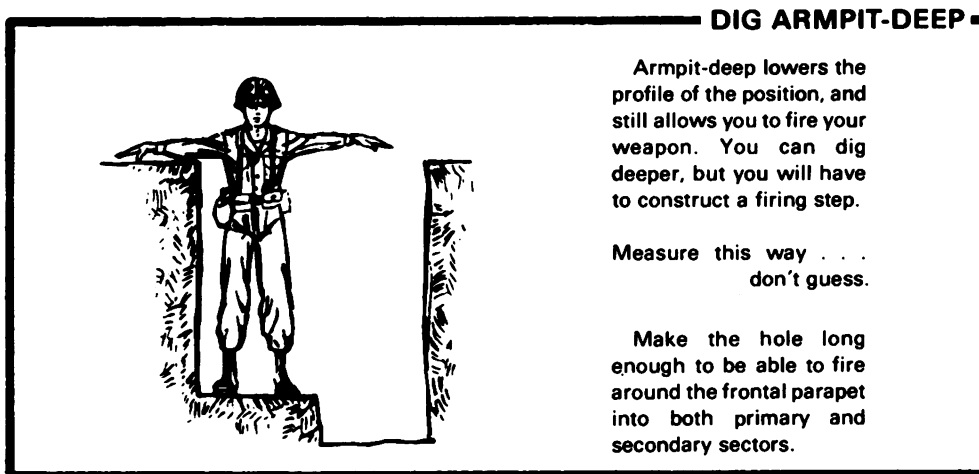 DIG ARMPIT-DEEP
Armpit-deep lowers the
profile of the position, and
still allows you to fire your
weapon. You can dig
deeper, but you will have
to construct a firing step.
Measure this way . . .
don't guess.
Make the hole long
enough to be able to fire
around the frontal parapet
into both primary and
secondary sectors.